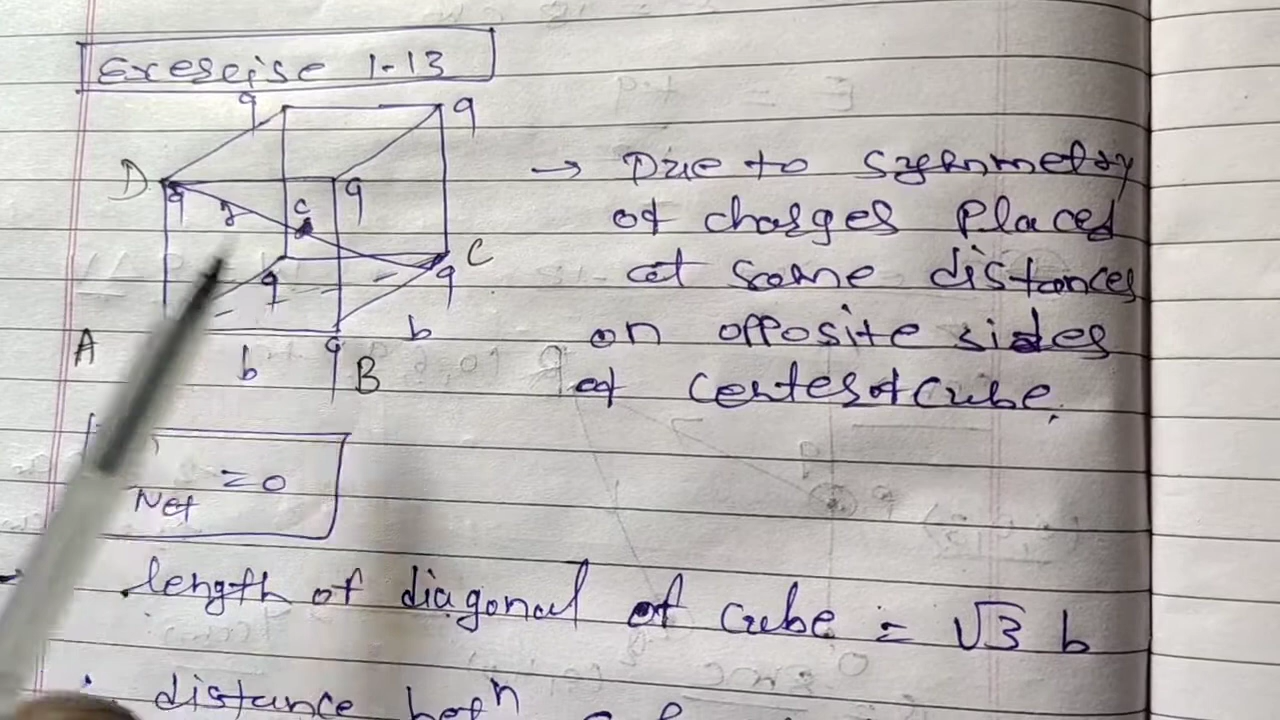 Exercise 1.13
q
q
D
q
q
r
c
C
q
q
b
A
q
b
B
→ Due to symmetry
of charges Placed
at same distances
on opposite sides
of center of cube.
Net = 0
length of diagonal of cube = √3 b
distance betⁿ